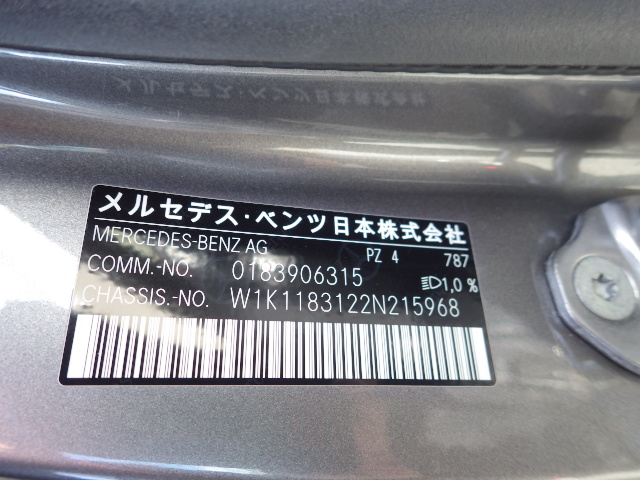 メルセデス・ベンツ日本株式会社
MERCEDES-BENZ AG PZ 4 787
COMM.-NO. 0183906315 1,0 %
CHASSIS.-NO. W1K1183122N215968